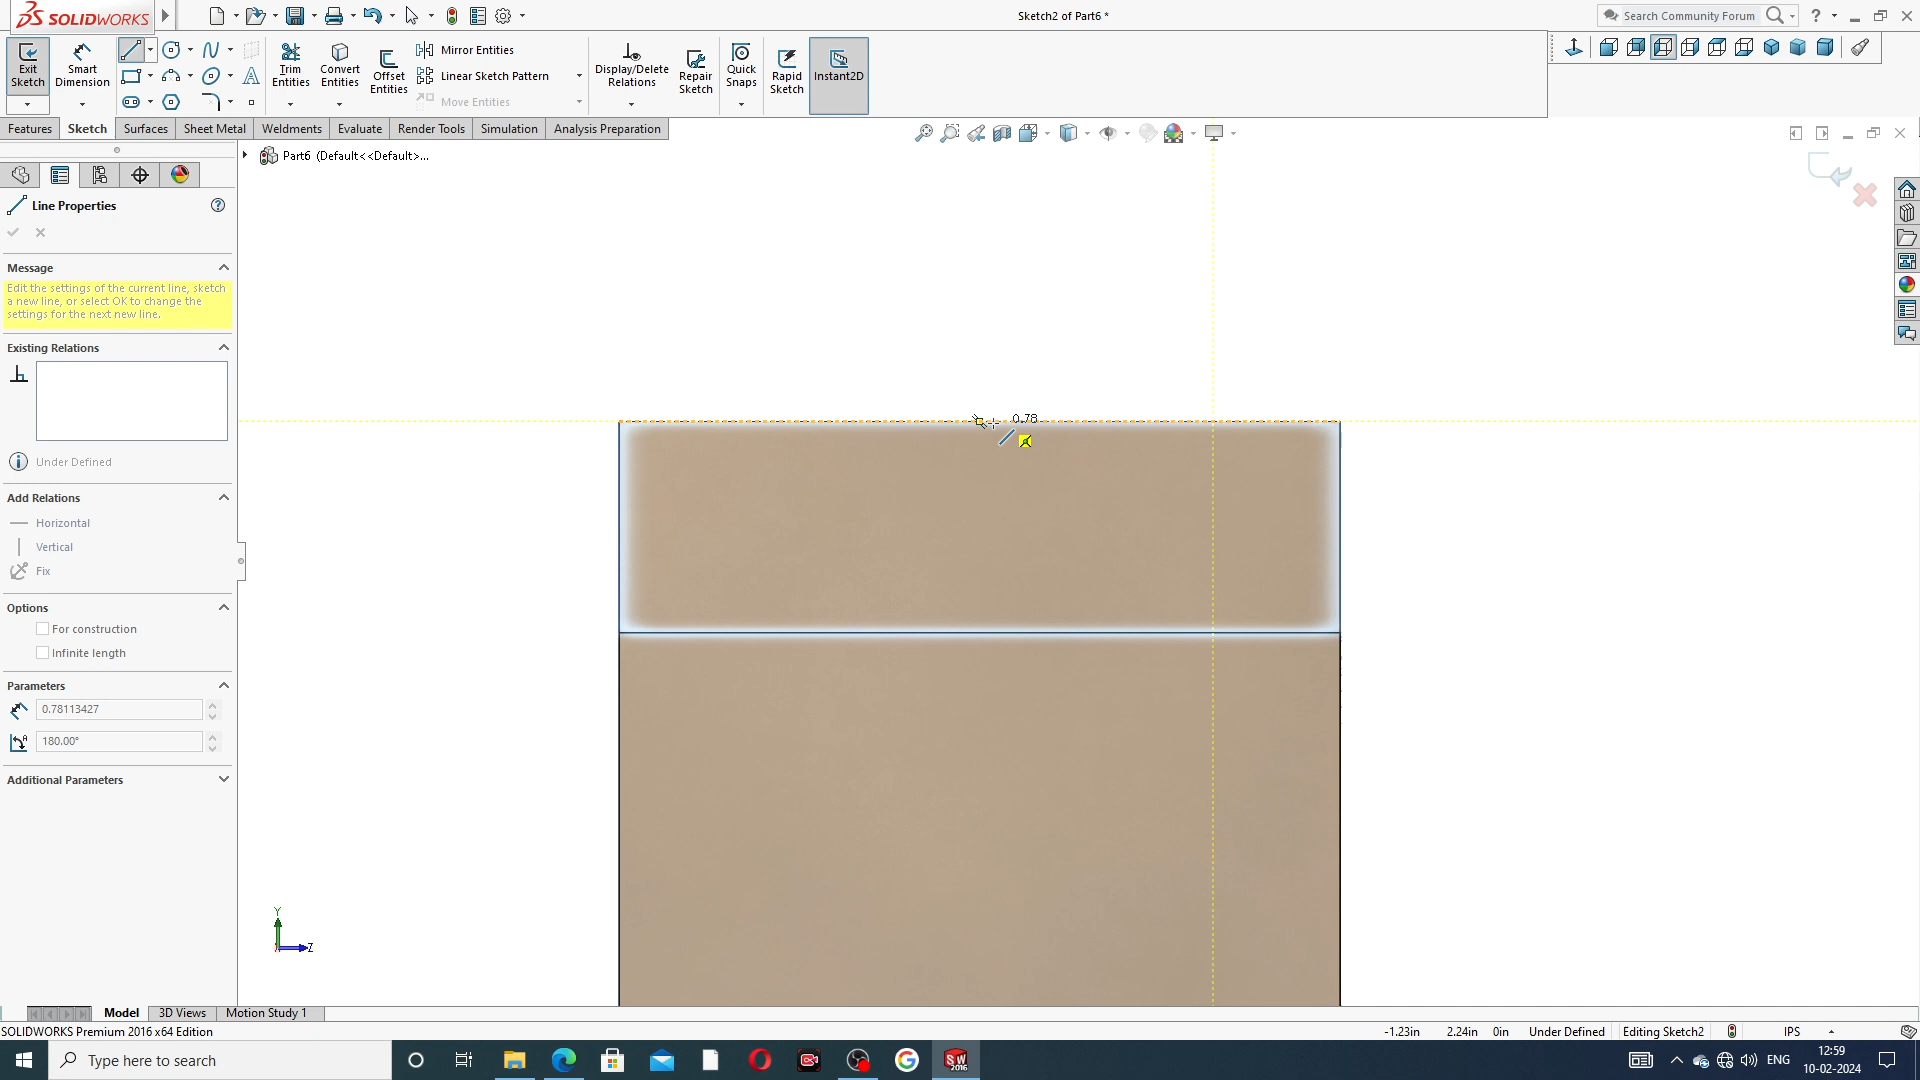 SOLIDWORKS
Sketch2 of Part6 *
Search Community Forum
Exit Sketch
Smart Dimension
Trim Entities
Convert Entities
Offset Entities
Mirror Entities
Linear Sketch Pattern
Move Entities
Display/Delete Relations
Repair Sketch
Quick Snaps
Rapid Sketch
Instant2D
Features
Sketch
Surfaces
Sheet Metal
Weldments
Evaluate
Render Tools
Simulation
Analysis Preparation
Part6 (Default<<Default>...
Line Properties
Message
Edit the settings of the current line, sketch
a new line, or select OK to change the
settings for the next new line.
Existing Relations
Under Defined
Add Relations
Horizontal
Vertical
Fix
Options
For construction
Infinite length
Parameters
0.78113427
180.00°
Additional Parameters
0.78
Y
Z
Model
3D Views
Motion Study 1
SOLIDWORKS Premium 2016 x64 Edition
-1.23in
2.24in
0in
Under Defined
Editing Sketch2
IPS
Type here to search
SW
2016
ENG
12:59
10-02-2024